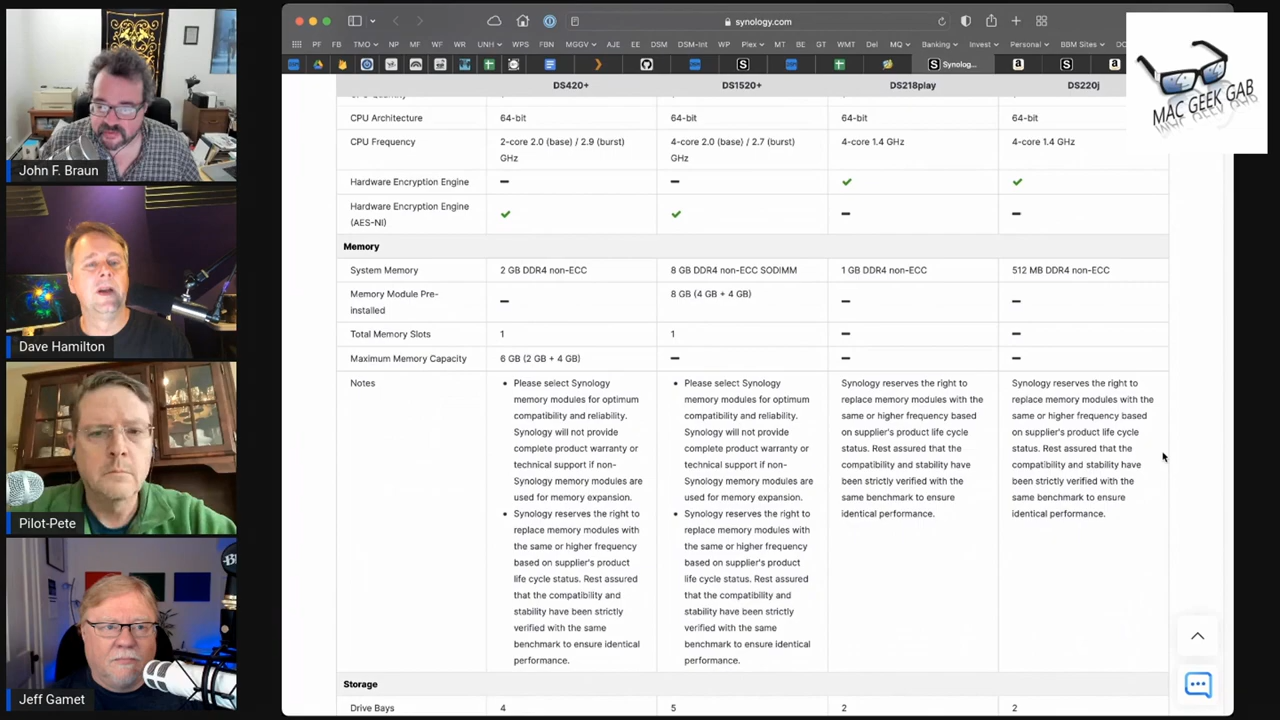 John F. Braun
Dave Hamilton
Pilot-Pete
Jeff Gamet
synology.com
PF FB TMO NP MF WF WR UNH WPS FBN MGGV AJE EE DSM DSM-Int WP Plex MT BE GT WMT Del MQ Banking Invest Personal BBM Sites
Synolog...
MAC GEEK GAB
DS420+ DS1520+ DS218play DS220j
CPU Architecture 64-bit 64-bit 64-bit 64-bit
CPU Frequency 2-core 2.0 (base) / 2.9 (burst) 4-core 2.0 (base) / 2.7 (burst) 4-core 1.4 GHz 4-core 1.4 GHz
GHz GHz
Hardware Encryption Engine – –
Hardware Encryption Engine
(AES-NI) – –
Memory
System Memory 2 GB DDR4 non-ECC 8 GB DDR4 non-ECC SODIMM 1 GB DDR4 non-ECC 512 MB DDR4 non-ECC
Memory Module Pre-
installed – 8 GB (4 GB + 4 GB) – –
Total Memory Slots 1 1 – –
Maximum Memory Capacity 6 GB (2 GB + 4 GB) – – –
Notes
• Please select Synology
memory modules for optimum
compatibility and reliability.
Synology will not provide
complete product warranty or
technical support if non-
Synology memory modules are
used for memory expansion.
• Synology reserves the right to
replace memory modules with
the same or higher frequency
based on supplier's product
life cycle status. Rest assured
that the compatibility and
stability have been strictly
verified with the same
benchmark to ensure identical
performance.
• Please select Synology
memory modules for optimum
compatibility and reliability.
Synology will not provide
complete product warranty or
technical support if non-
Synology memory modules are
used for memory expansion.
• Synology reserves the right to
replace memory modules with
the same or higher frequency
based on supplier's product
life cycle status. Rest assured
that the compatibility and
stability have been strictly
verified with the same
benchmark to ensure identical
performance.
Synology reserves the right to
replace memory modules with the
same or higher frequency based
on supplier's product life cycle
status. Rest assured that the
compatibility and stability have
been strictly verified with the
same benchmark to ensure
identical performance.
Synology reserves the right to
replace memory modules with the
same or higher frequency based
on supplier's product life cycle
status. Rest assured that the
compatibility and stability have
been strictly verified with the
same benchmark to ensure
identical performance.
Storage
Drive Bays 4 5 2 2